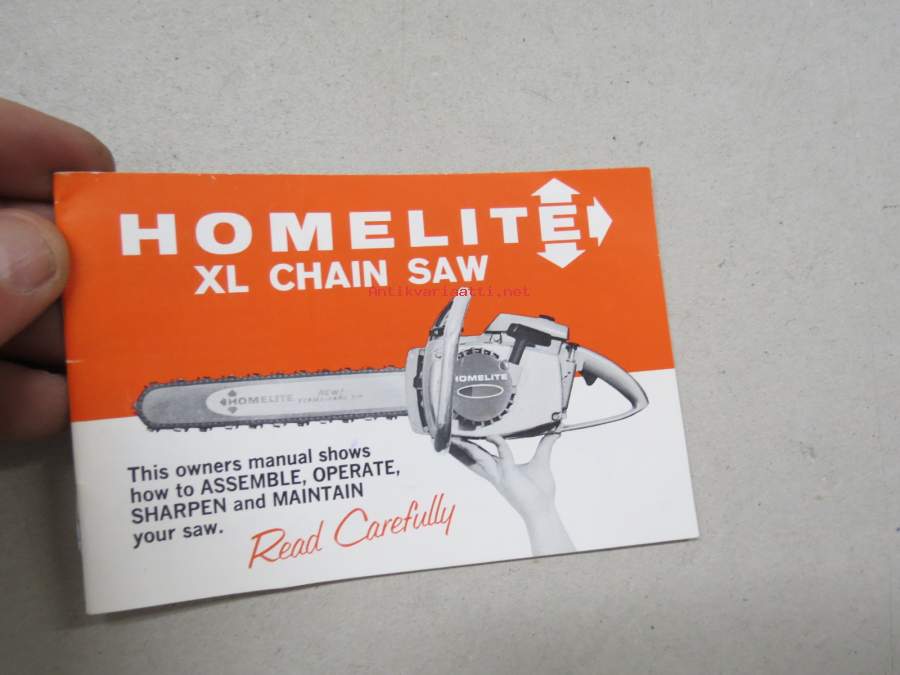 HOMELITE
XL CHAIN SAW
Antikvariaatti.net
HOMELITE
HOMELITE NEW!
This owners manual shows
how to ASSEMBLE, OPERATE,
SHARPEN and MAINTAIN
your saw.
Read Carefully